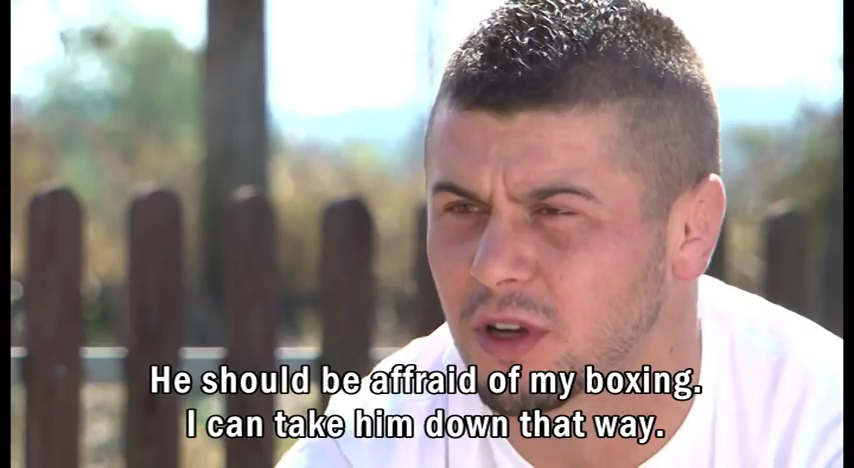 He should be affraid of my boxing.
I can take him down that way.